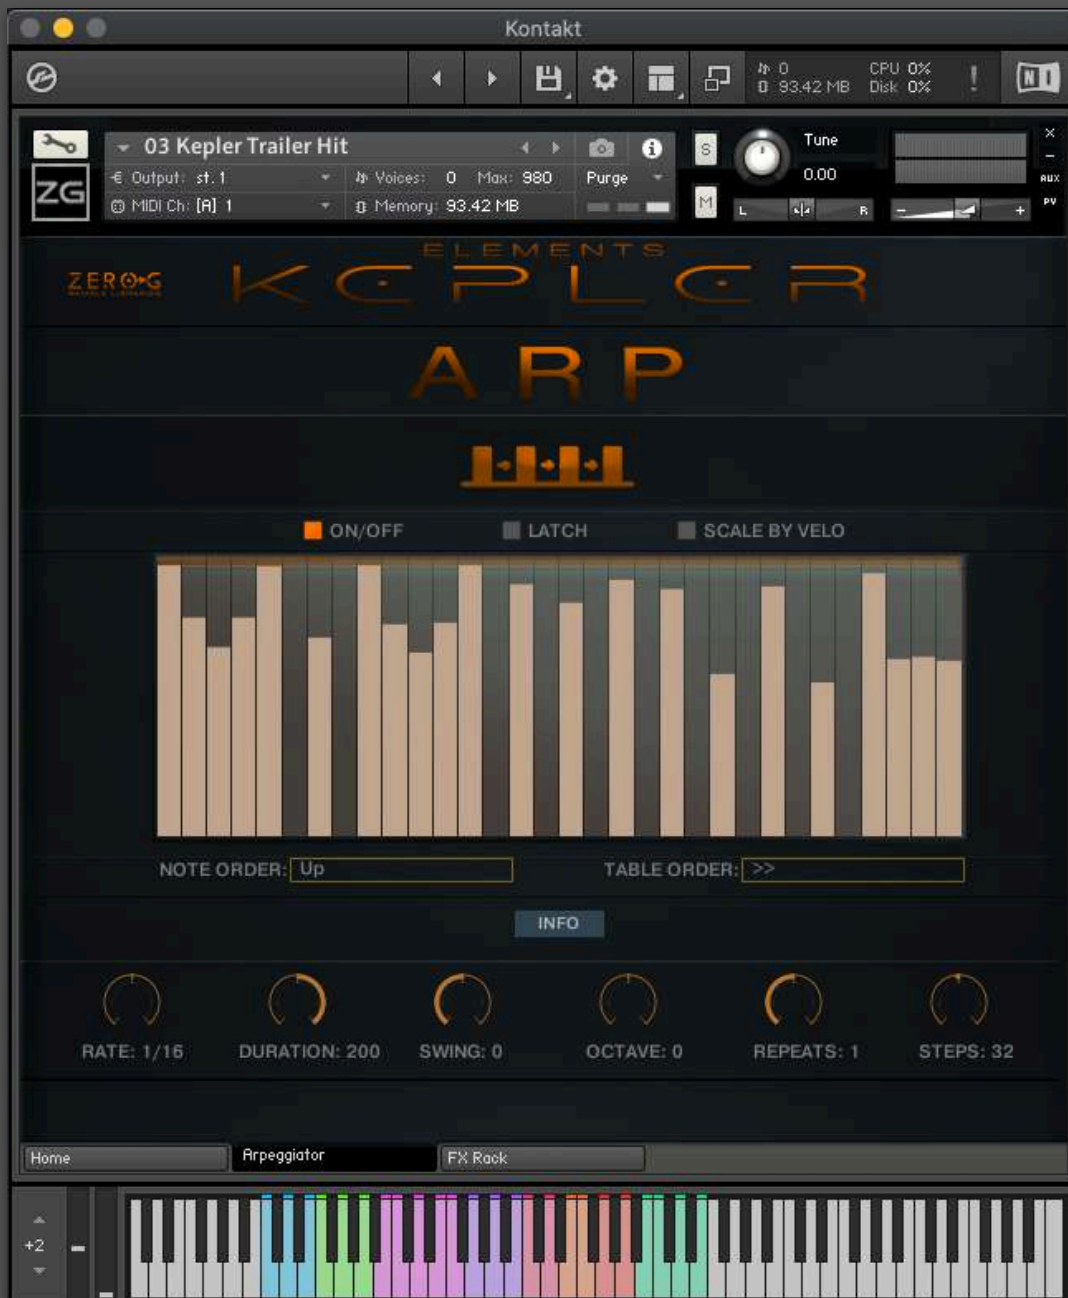 Kontakt
0 CPU 0%
93.42 MB Disk 0%
! NI
03 Kepler Trailer Hit i S Tune ×
Output: st. 1 Voices: 0 Max: 980 Purge 0.00 AUX
ZG MIDI Ch: [A] 1 Memory: 93.42 MB M L R - + PV
ELEMENTS
ZERO-G KEPLER
ARP
ON/OFF LATCH SCALE BY VELO
NOTE ORDER: Up TABLE ORDER: >>
INFO
RATE: 1/16 DURATION: 200 SWING: 0 OCTAVE: 0 REPEATS: 1 STEPS: 32
Home Arpeggiator FX Rack
+2